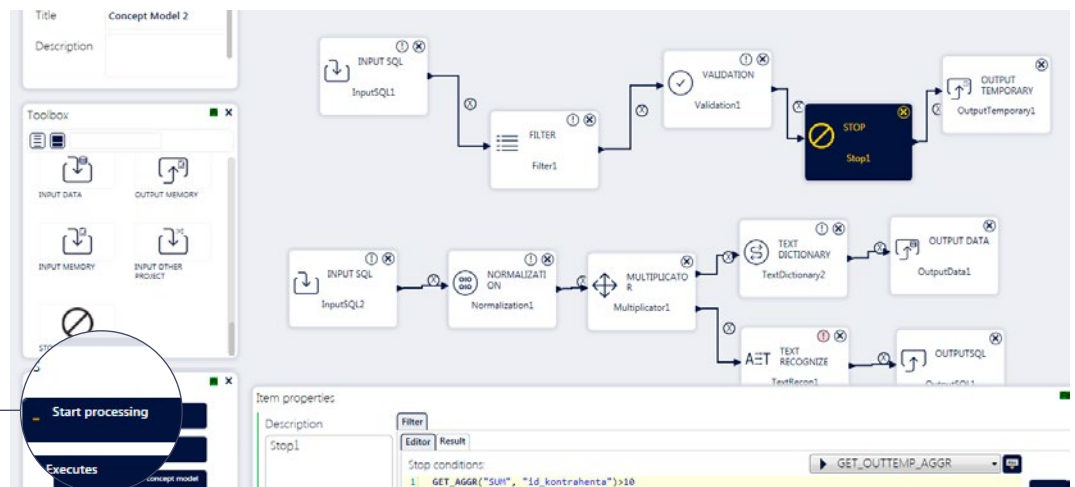 Title
Concept Model 2
Description
Toolbox
INPUT DATA
OUTPUT MEMORY
INPUT MEMORY
INPUT OTHER
PROJECT
Start processing
Executes
concept model
INPUT SQL
InputSQL1
FILTER
Filter1
VALIDATION
Validation1
STOP
Stop1
OUTPUT
TEMPORARY
OutputTemporary1
INPUT SQL
InputSQL2
NORMALIZATI
ON
Normalization1
MULTIPLICATO
R
Multiplicator1
TEXT
DICTIONARY
TextDictionary2
OUTPUT DATA
OutputData1
TEXT
RECOGNIZE
TextRecon1
OUTPUTSQL
OutputSQL1
Item properties
Description
Stop1
Filter
Editor Result
Stop conditions:
GET_OUTTEMP_AGGR
1 GET_AGGR("SUM", "id_kontrahenta")>10